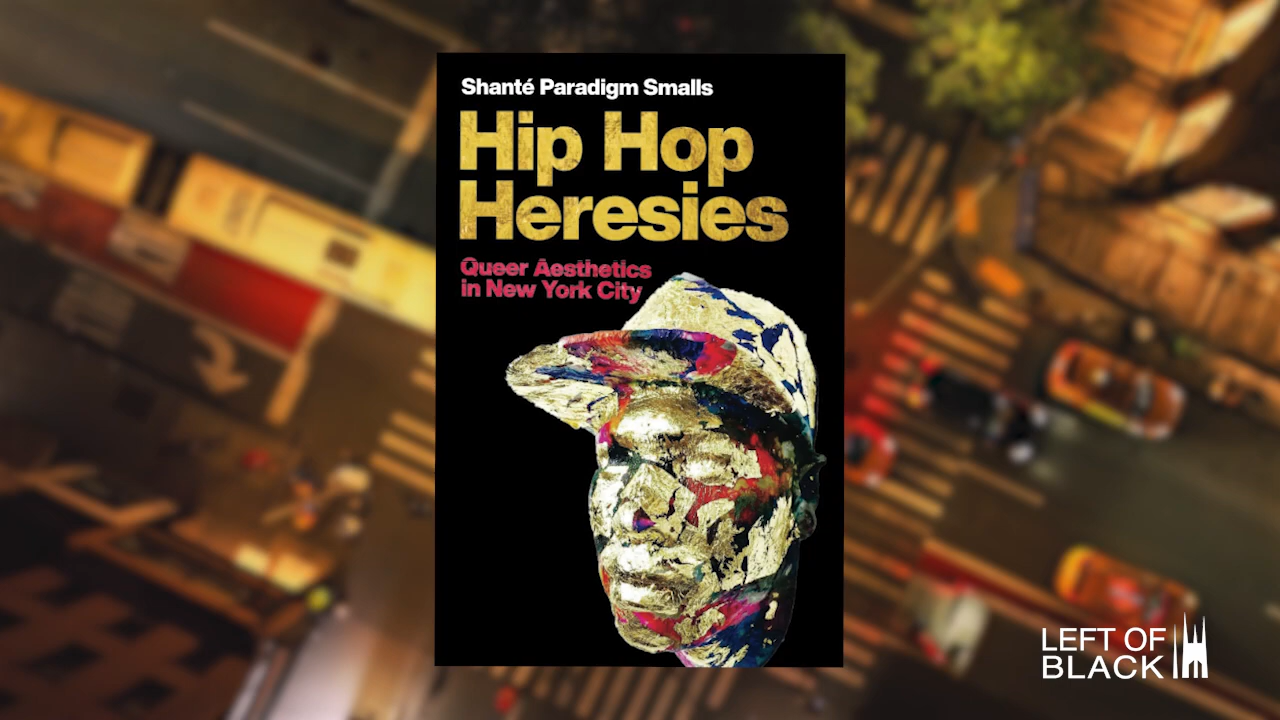 Shanté Paradigm Smalls
Hip Hop
Heresies
Queer Aesthetics
in New York City
LEFT OF
BLACK